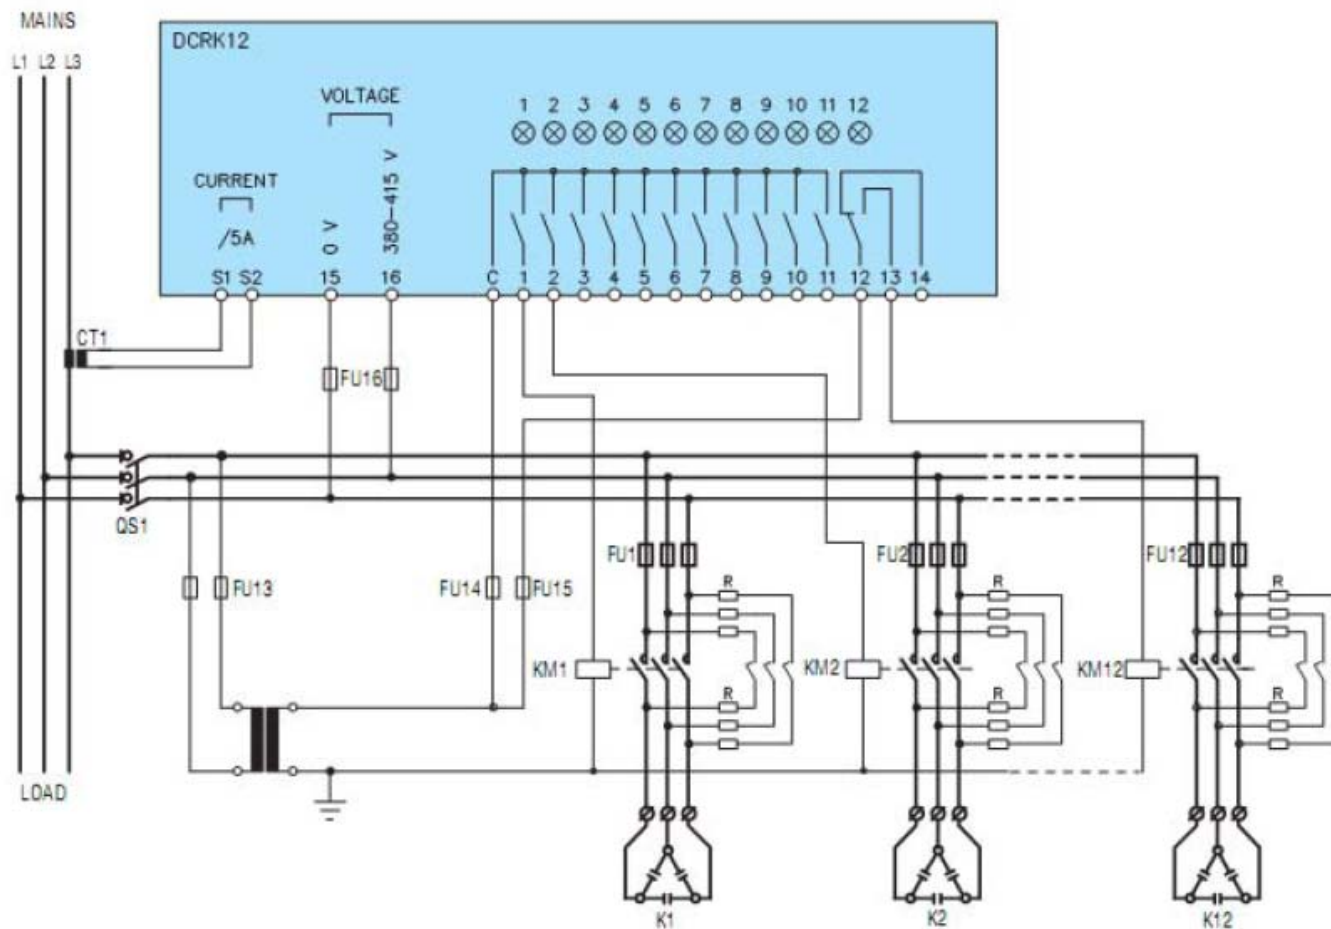 MAINS
L1 L2 L3
DCRK12
VOLTAGE
1 2 3 4 5 6 7 8 9 10 11 12
CURRENT
/5A
0 V
380-415 V
S1 S2 15 16 C 1 2 3 4 5 6 7 8 9 10 11 12 13 14
CT1
FU16
QS1
FU1 FU2 FU12
FU13 FU14 FU15
R R R
KM1 KM2 KM12
R R R
LOAD
K1 K2 K12